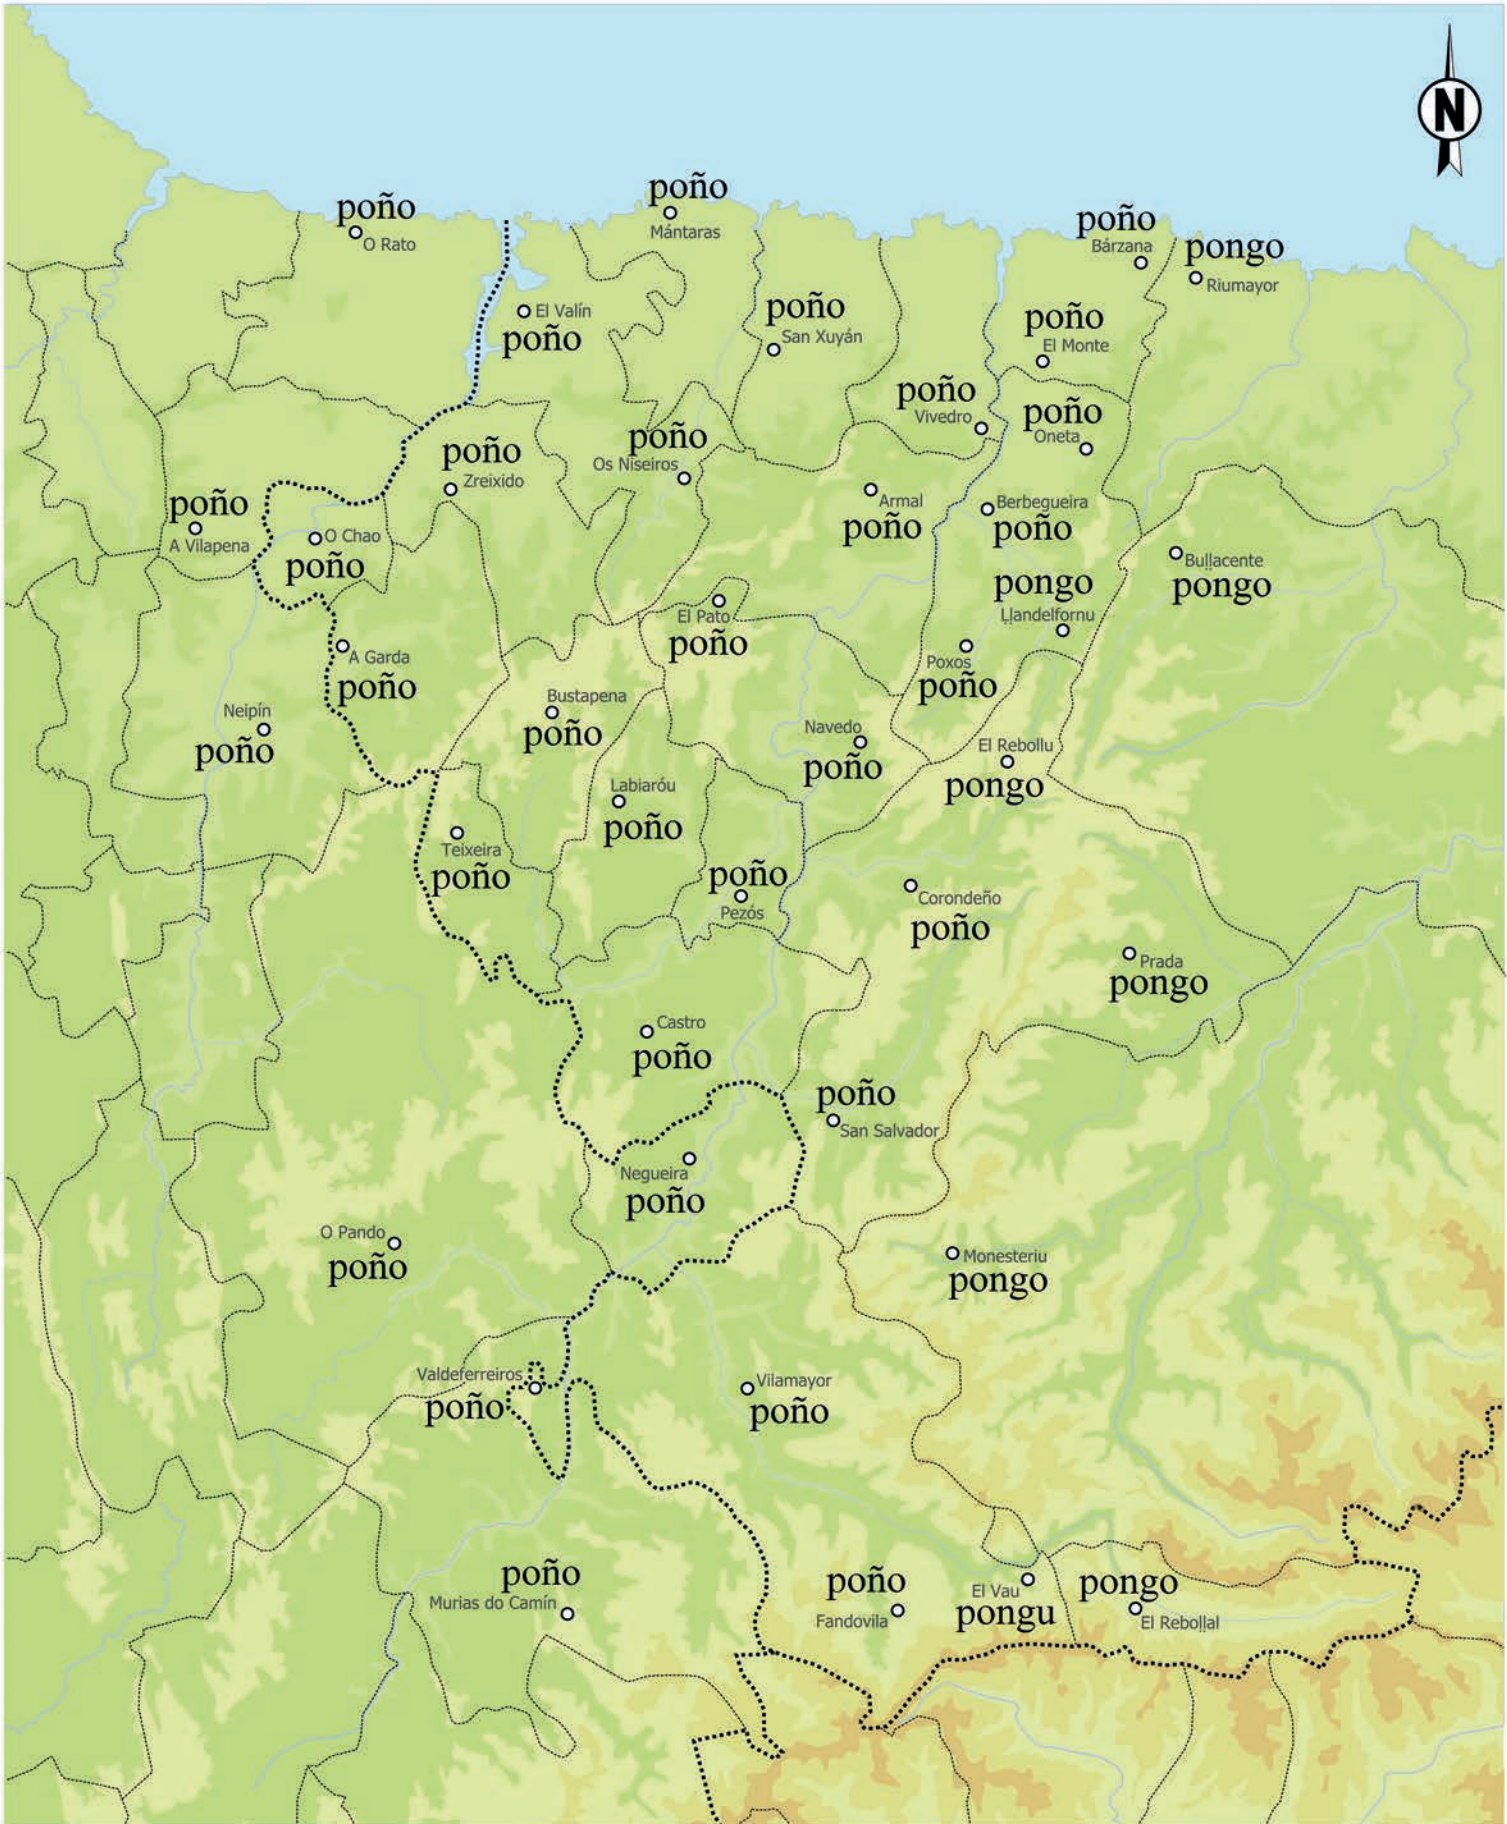 N
poño
O Rato
poño
Mántaras
poño
Bárzana
pongo
Riumayor
El Valín
poño
poño
San Xuyán
poño
El Monte
poño
Vivedro
poño
Oneta
poño
Os Niseiros
poño
Zreixido
poño
A Vilapena
O Chao
poño
Armal
poño
Berbegueira
poño
Buḷḷacente
pongo
pongo
Ḷḷandelfornu
El Pato
poño
A Garda
poño
Poxos
poño
Bustapena
poño
Neipín
poño
Navedo
poño
El Rebollu
pongo
Labiaróu
poño
Teixeira
poño
poño
Pezós
Corondeño
poño
Prada
pongo
Castro
poño
poño
San Salvador
Negueira
poño
O Pando
poño
Monesteriu
pongo
Valdeferreiros
poño
Vilamayor
poño
poño
Murias do Camín
poño
Fandovila
El Vau
pongu
pongo
El Reboḷḷal